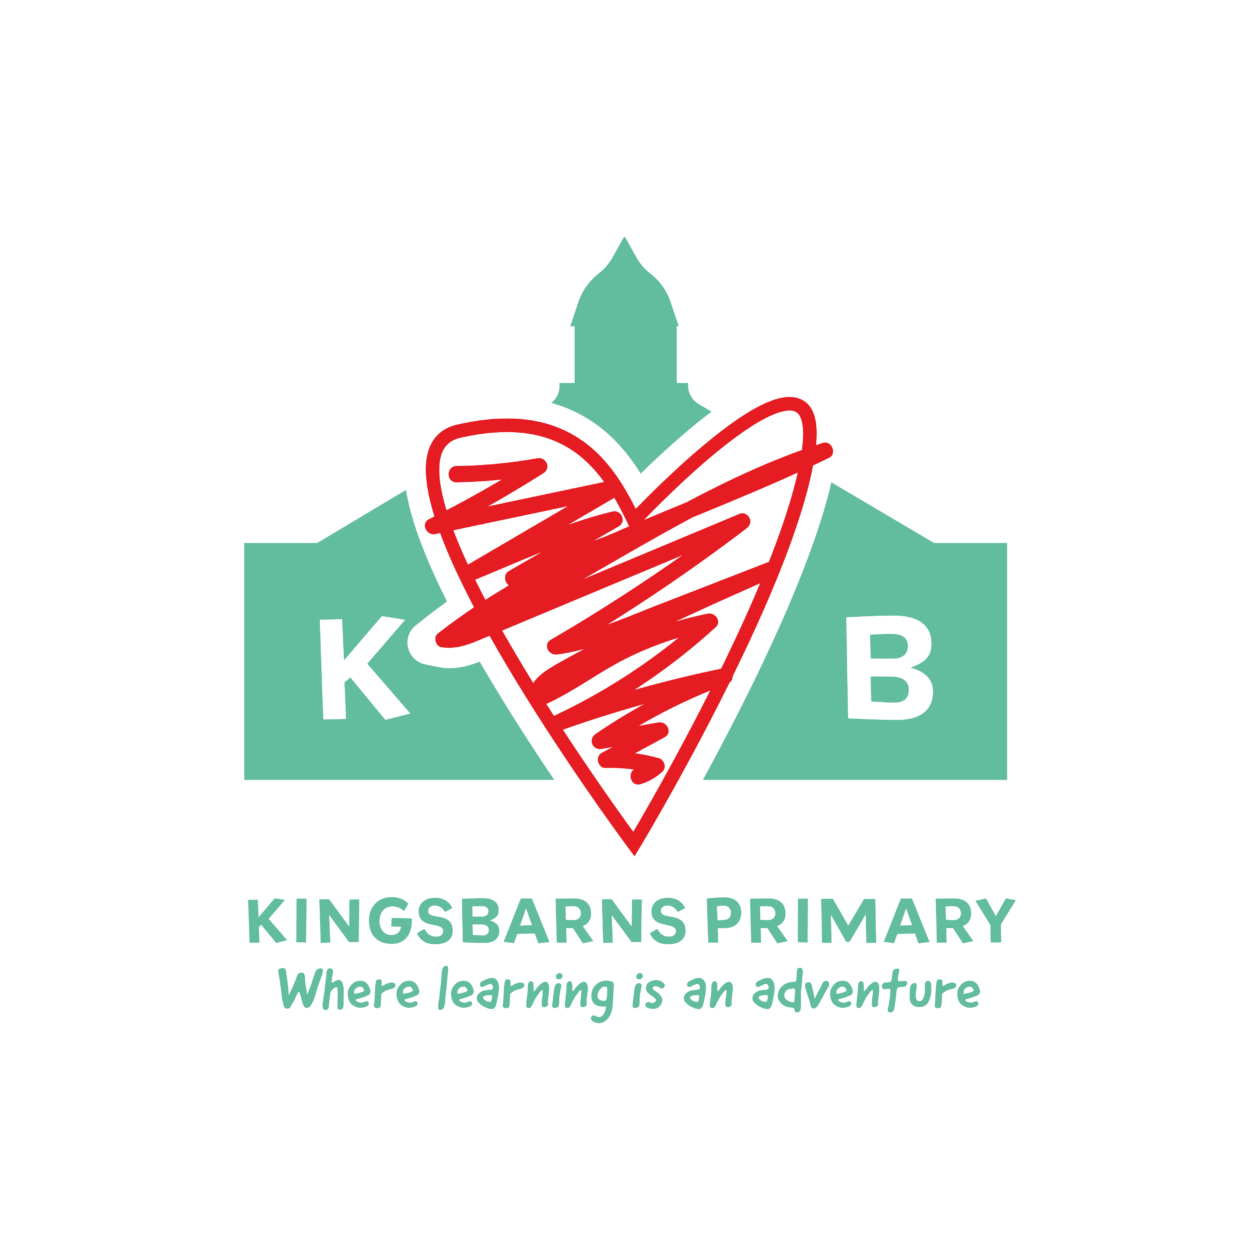 K B
KINGSBARNS PRIMARY
Where learning is an adventure